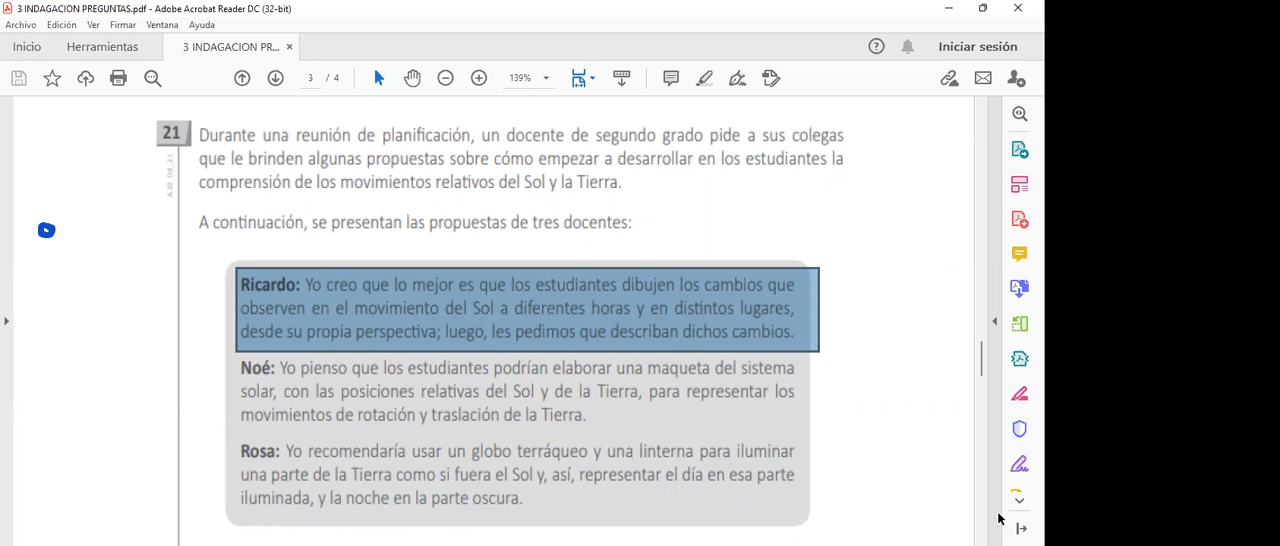 3 INDAGACION PREGUNTAS.pdf - Adobe Acrobat Reader DC (32-bit)
Archivo Edición Ver Firmar Ventana Ayuda
Inicio Herramientas 3 INDAGACION PR... × Iniciar sesión
3 / 4 139%
21 Durante una reunión de planificación, un docente de segundo grado pide a sus colegas
que le brinden algunas propuestas sobre cómo empezar a desarrollar en los estudiantes la
comprensión de los movimientos relativos del Sol y la Tierra.
A continuación, se presentan las propuestas de tres docentes:
Ricardo: Yo creo que lo mejor es que los estudiantes dibujen los cambios que
observen en el movimiento del Sol a diferentes horas y en distintos lugares,
desde su propia perspectiva; luego, les pedimos que describan dichos cambios.
Noé: Yo pienso que los estudiantes podrían elaborar una maqueta del sistema
solar, con las posiciones relativas del Sol y de la Tierra, para representar los
movimientos de rotación y traslación de la Tierra.
Rosa: Yo recomendaría usar un globo terráqueo y una linterna para iluminar
una parte de la Tierra como si fuera el Sol y, así, representar el día en esa parte
iluminada, y la noche en la parte oscura.